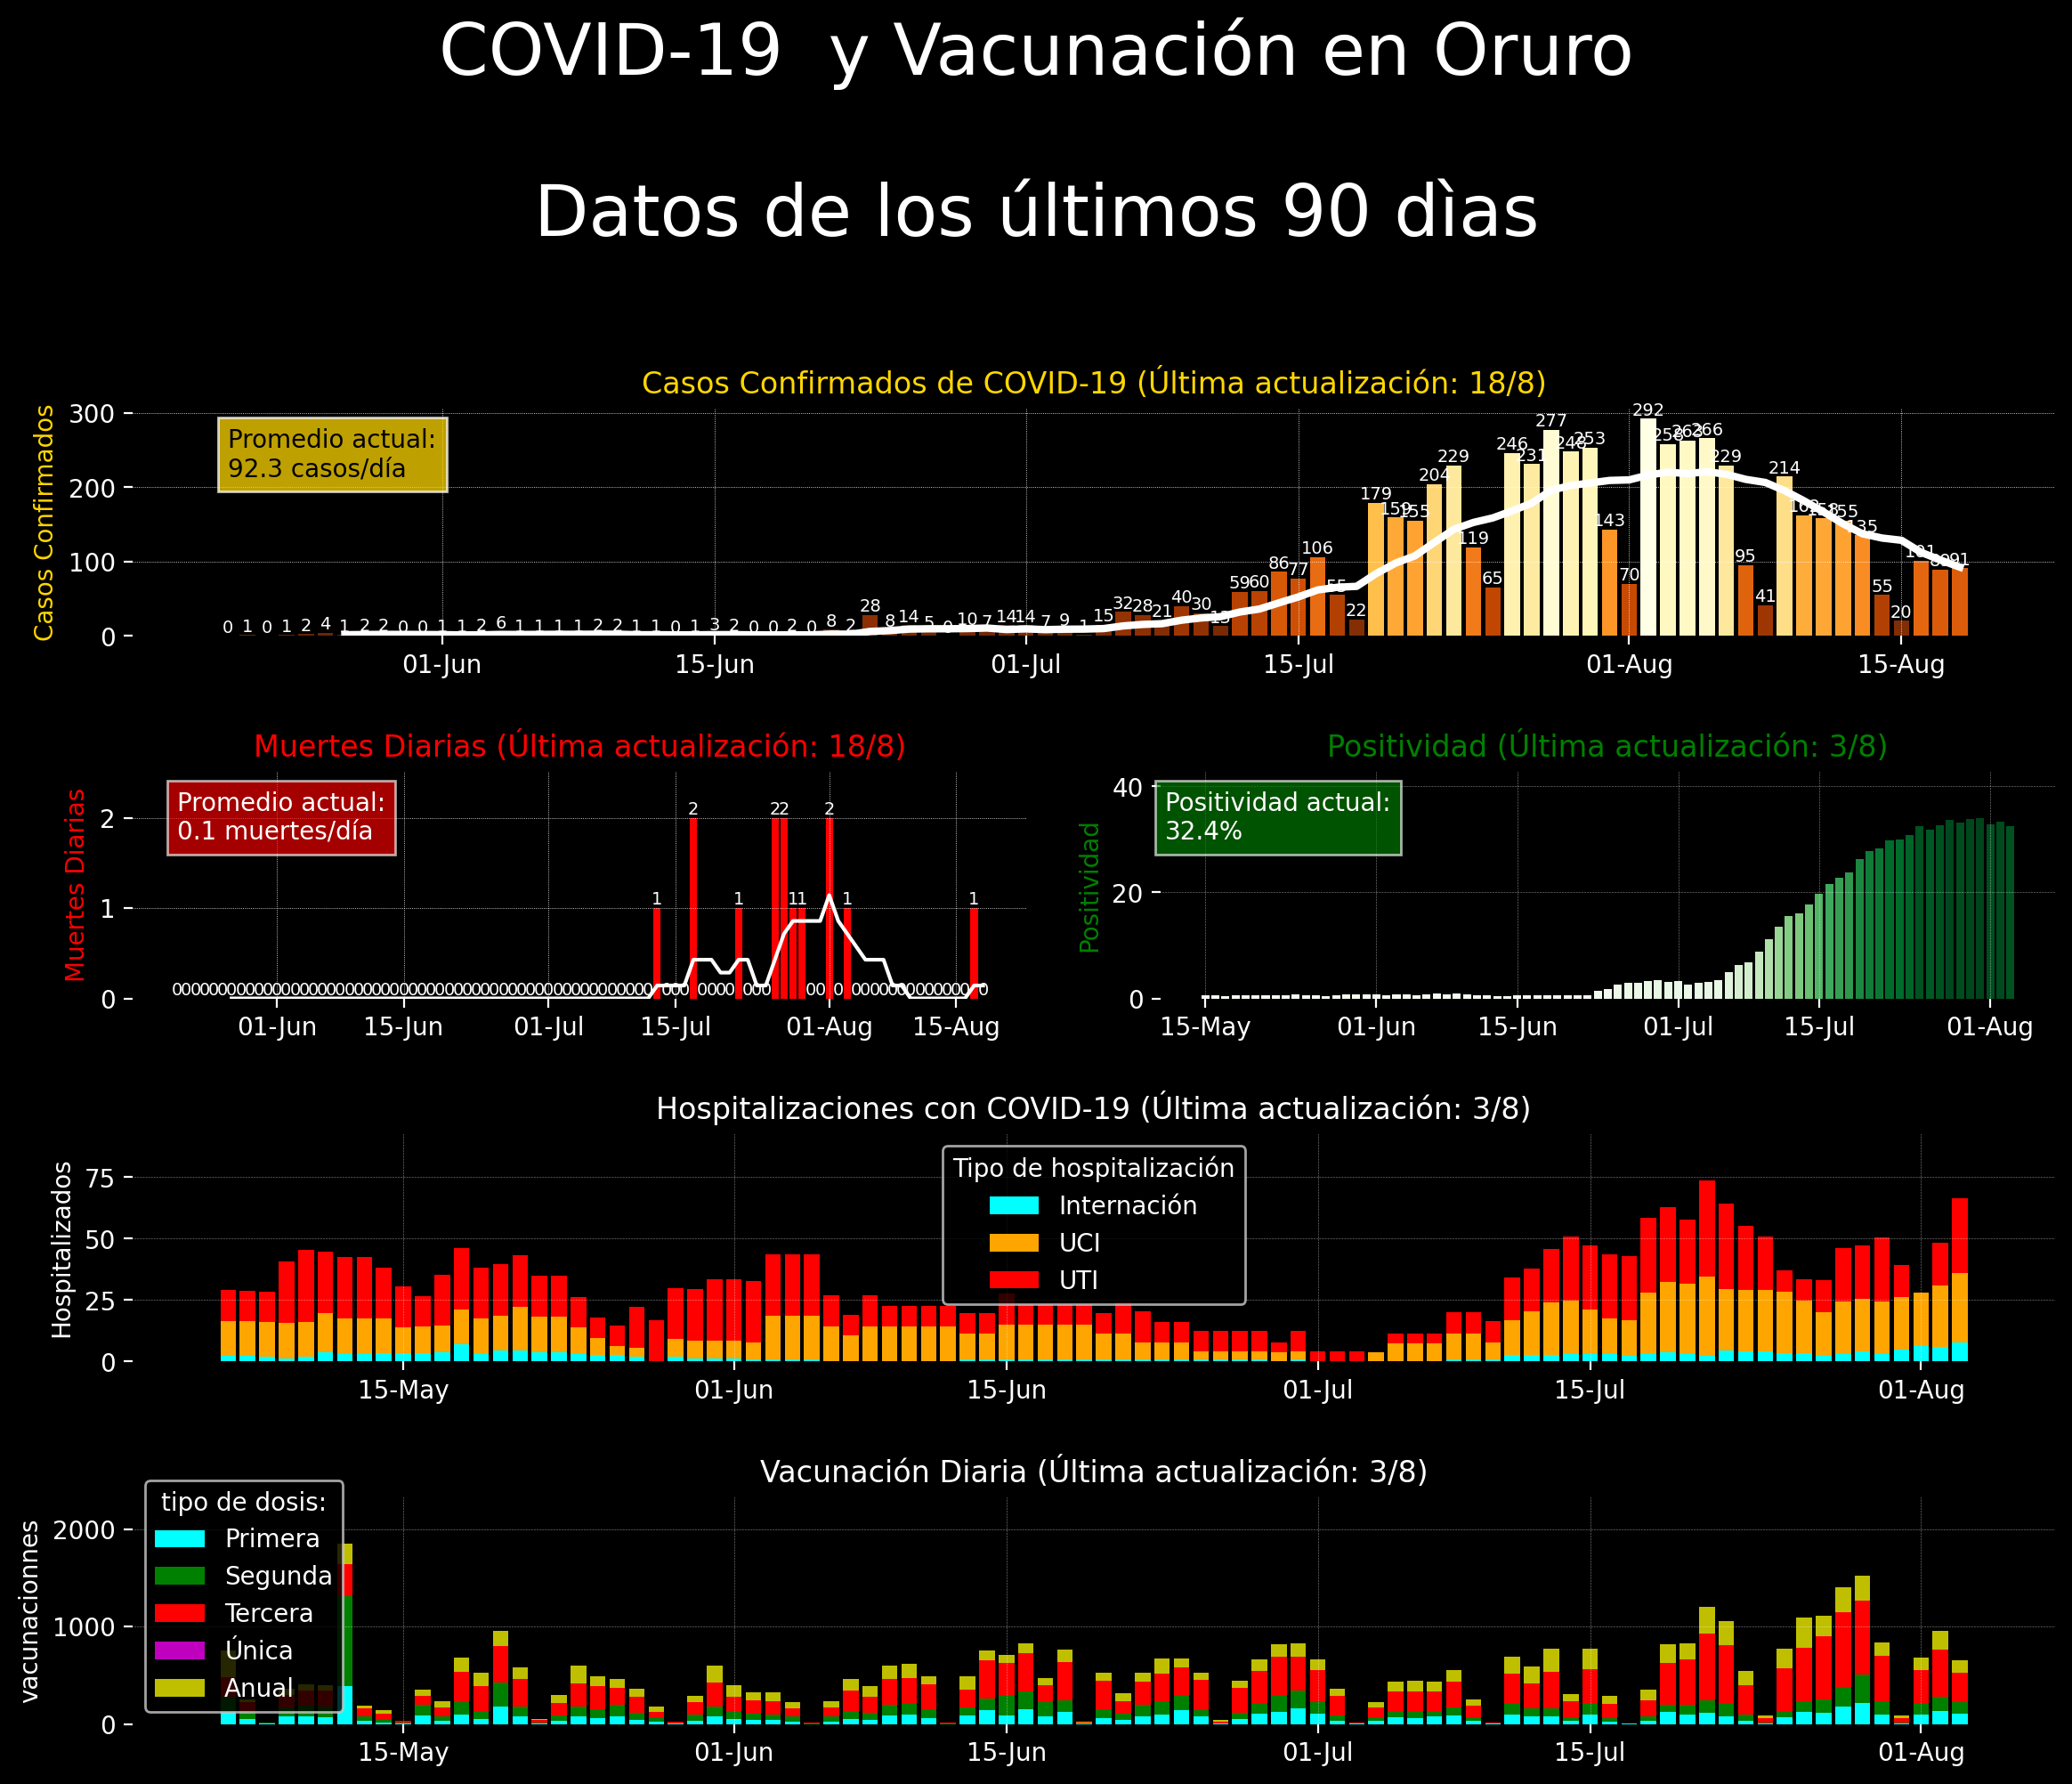 COVID-19  y Vacunación en Oruro
Datos de los últimos 90 dìas
Casos Confirmados de COVID-19 (Última actualización: 18/8)
Casos Confirmados
300
200
100
0
Promedio actual:
92.3 casos/día
0 1 0 1 2 4 1 2 2 0 0 1 1 2 6 1 1 1 1 2 2 1 1 0 1 3 2 0 0 2 0 8 2 28 8 14 5 0 10 7 14 14 7 9 1 15 32 28 21 40 30 13 59 60 86 77 106 55 22 179 159 155 204 229 119 65 246 231 277 248 253 143 70 292 258 263 266 229 95 41 214 162 158 155 135 55 20 101 89 91
01-Jun 15-Jun 01-Jul 15-Jul 01-Aug 15-Aug
Muertes Diarias (Última actualización: 18/8)
Muertes Diarias
2
1
0
Promedio actual:
0.1 muertes/día
1 2 1 2 2 1 1 2 1 1
01-Jun 15-Jun 01-Jul 15-Jul 01-Aug 15-Aug
Positividad (Última actualización: 3/8)
Positividad
40
20
0
Positividad actual:
32.4%
15-May 01-Jun 15-Jun 01-Jul 15-Jul 01-Aug
Hospitalizaciones con COVID-19 (Última actualización: 3/8)
Hospitalizados
75
50
25
0
Tipo de hospitalización
Internación
UCI
UTI
15-May 01-Jun 15-Jun 01-Jul 15-Jul 01-Aug
Vacunación Diaria (Última actualización: 3/8)
vacunacionnes
2000
1000
0
tipo de dosis:
Primera
Segunda
Tercera
Única
Anual
15-May 01-Jun 15-Jun 01-Jul 15-Jul 01-Aug